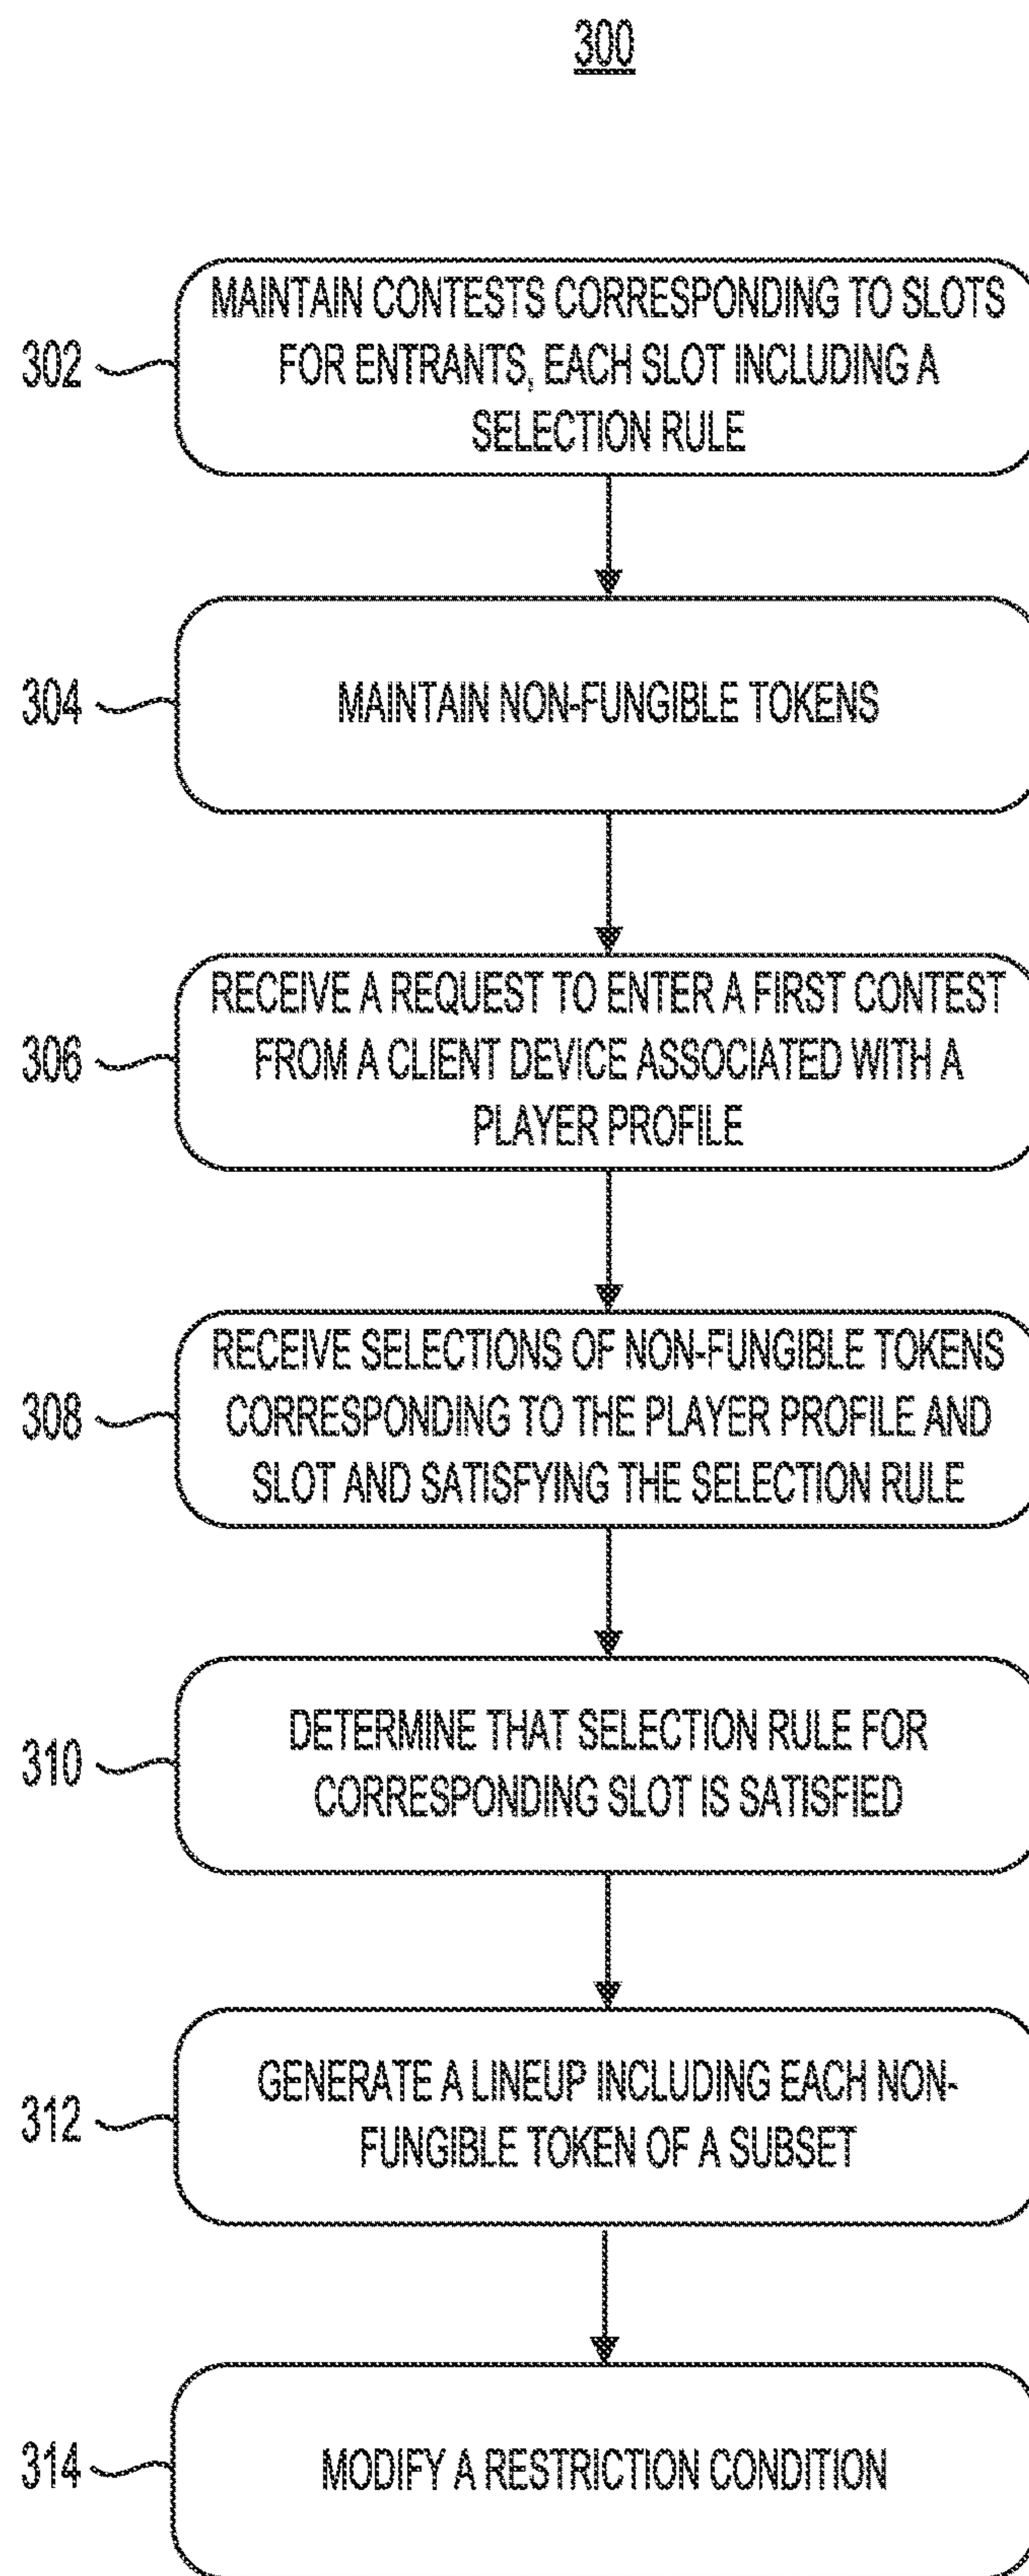 300
302
MAINTAIN CONTESTS CORRESPONDING TO SLOTS
FOR ENTRANTS, EACH SLOT INCLUDING A
SELECTION RULE
304
MAINTAIN NON-FUNGIBLE TOKENS
306
RECEIVE A REQUEST TO ENTER A FIRST CONTEST
FROM A CLIENT DEVICE ASSOCIATED WITH A
PLAYER PROFILE
308
RECEIVE SELECTIONS OF NON-FUNGIBLE TOKENS
CORRESPONDING TO THE PLAYER PROFILE AND
SLOT AND SATISFYING THE SELECTION RULE
310
DETERMINE THAT SELECTION RULE FOR
CORRESPONDING SLOT IS SATISFIED
312
GENERATE A LINEUP INCLUDING EACH NON-
FUNGIBLE TOKEN OF A SUBSET
314
MODIFY A RESTRICTION CONDITION